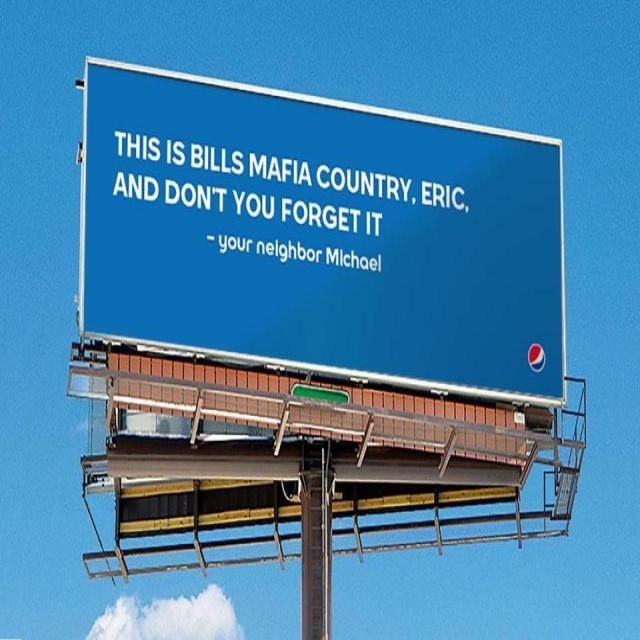 THIS IS BILLS MAFIA COUNTRY, ERIC,
AND DON'T YOU FORGET IT
- your neighbor Michael